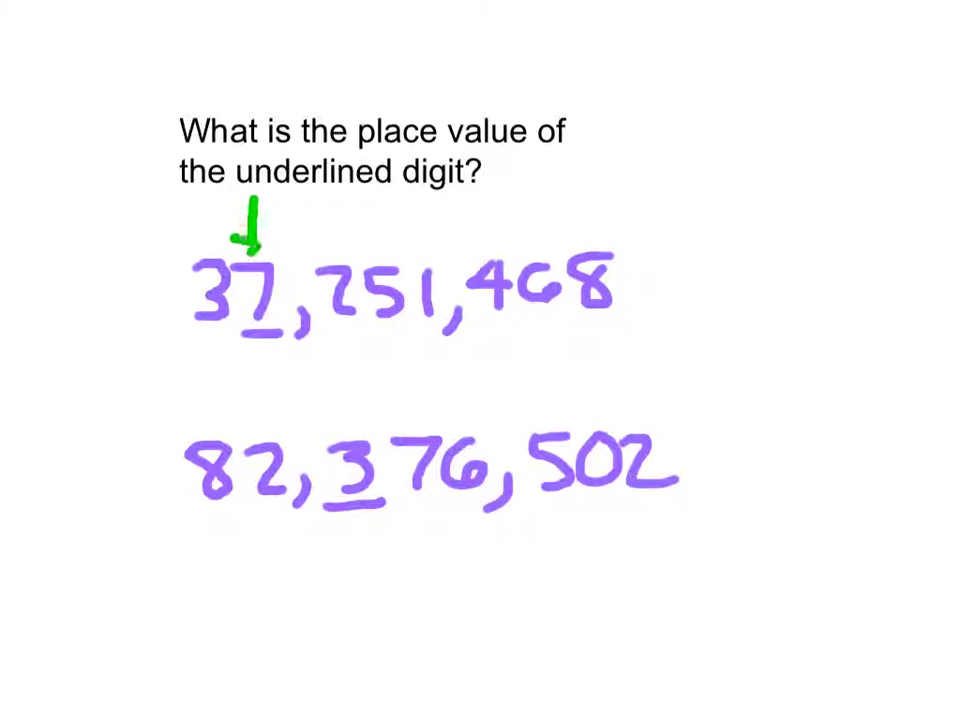 What is the place value of
the underlined digit?
37,251,468
82,376,502